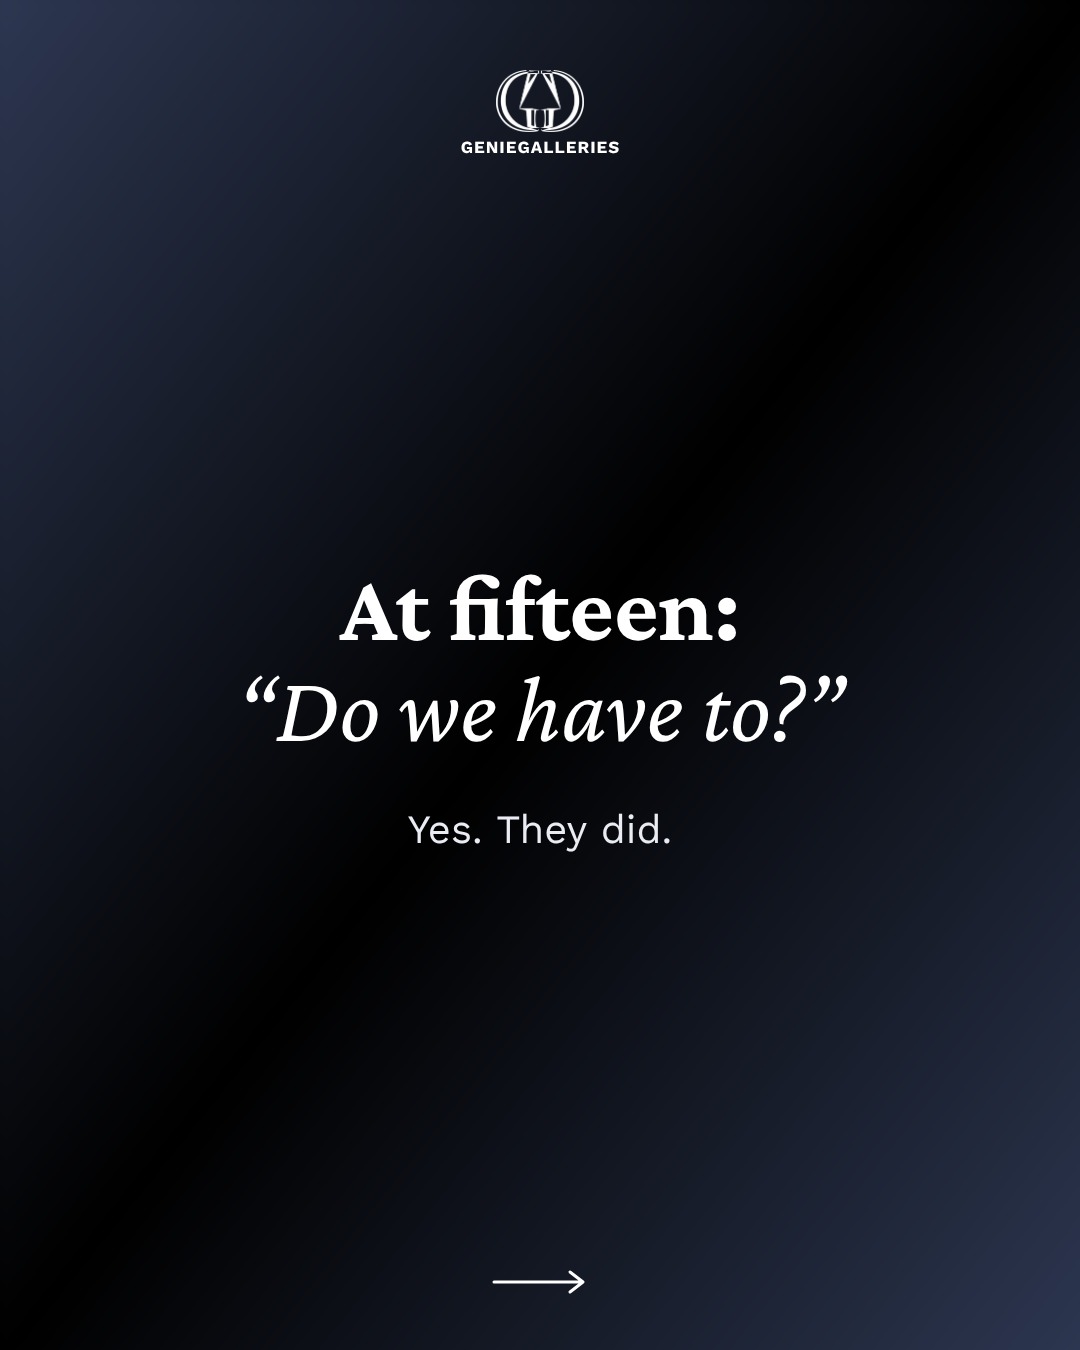 GENIEGALLERIES
At fifteen:
“Do we have to?”
Yes. They did.